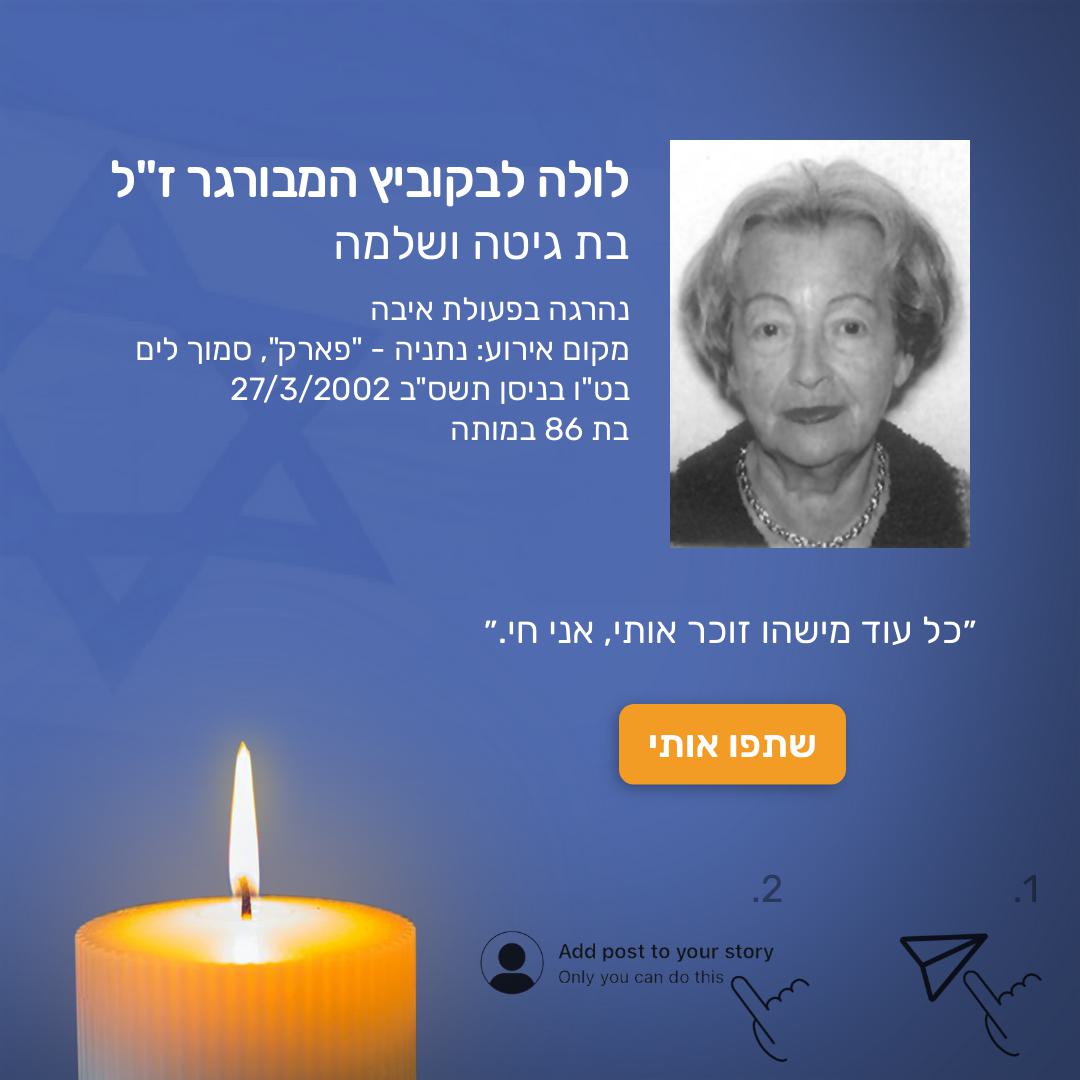 לולה לבקוביץ המבורגר ז"ל
בת גיטה ושלמה
נהרגה בפעולת איבה
מקום אירוע: נתניה - "פארק", סמוך לים
בט"ו בניסן תשס"ב 27/3/2002
בת 86 במותה
״כל עוד מישהו זוכר אותי, אני חי.״
שתפו אותי
.1
.2
Add post to your story
Only you can do this